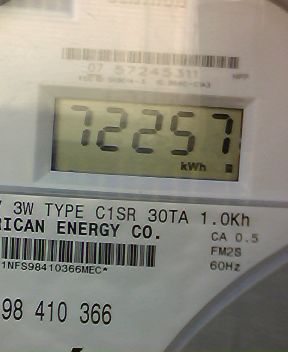 07 57245311
72257
kWh
3W TYPE C1SR 30TA 1.0Kh
RICAN ENERGY CO.
CA 0.5
FM2S
1NFS98410366MEC*
60Hz
98 410 366